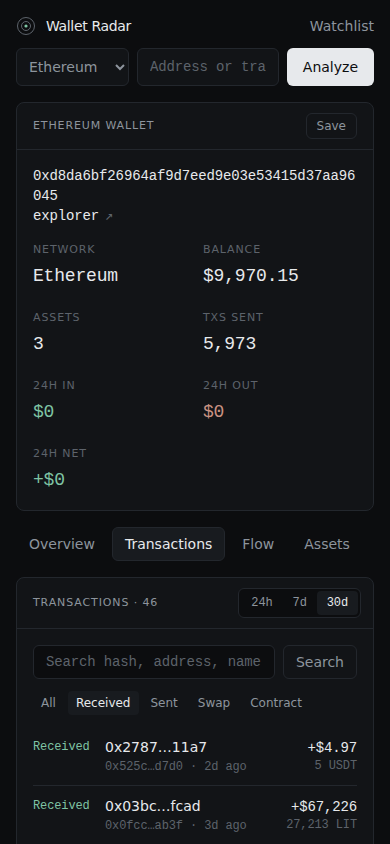 Wallet Radar
Watchlist
Ethereum
Address or tra
Analyze
ETHEREUM WALLET
Save
0xd8da6bf26964af9d7eed9e03e53415d37aa96
045
explorer ↗
NETWORK
BALANCE
Ethereum
$9,970.15
ASSETS
TXS SENT
3
5,973
24H IN
24H OUT
$0
$0
24H NET
+$0
Overview
Transactions
Flow
Assets
TRANSACTIONS · 46
24h
7d
30d
Search hash, address, name
Search
All
Received
Sent
Swap
Contract
Received
0x2787…11a7
+$4.97
0x525c…d7d0 · 2d ago
5 USDT
Received
0x03bc…fcad
+$67,226
0x0fcc…ab3f · 3d ago
27,213 LIT